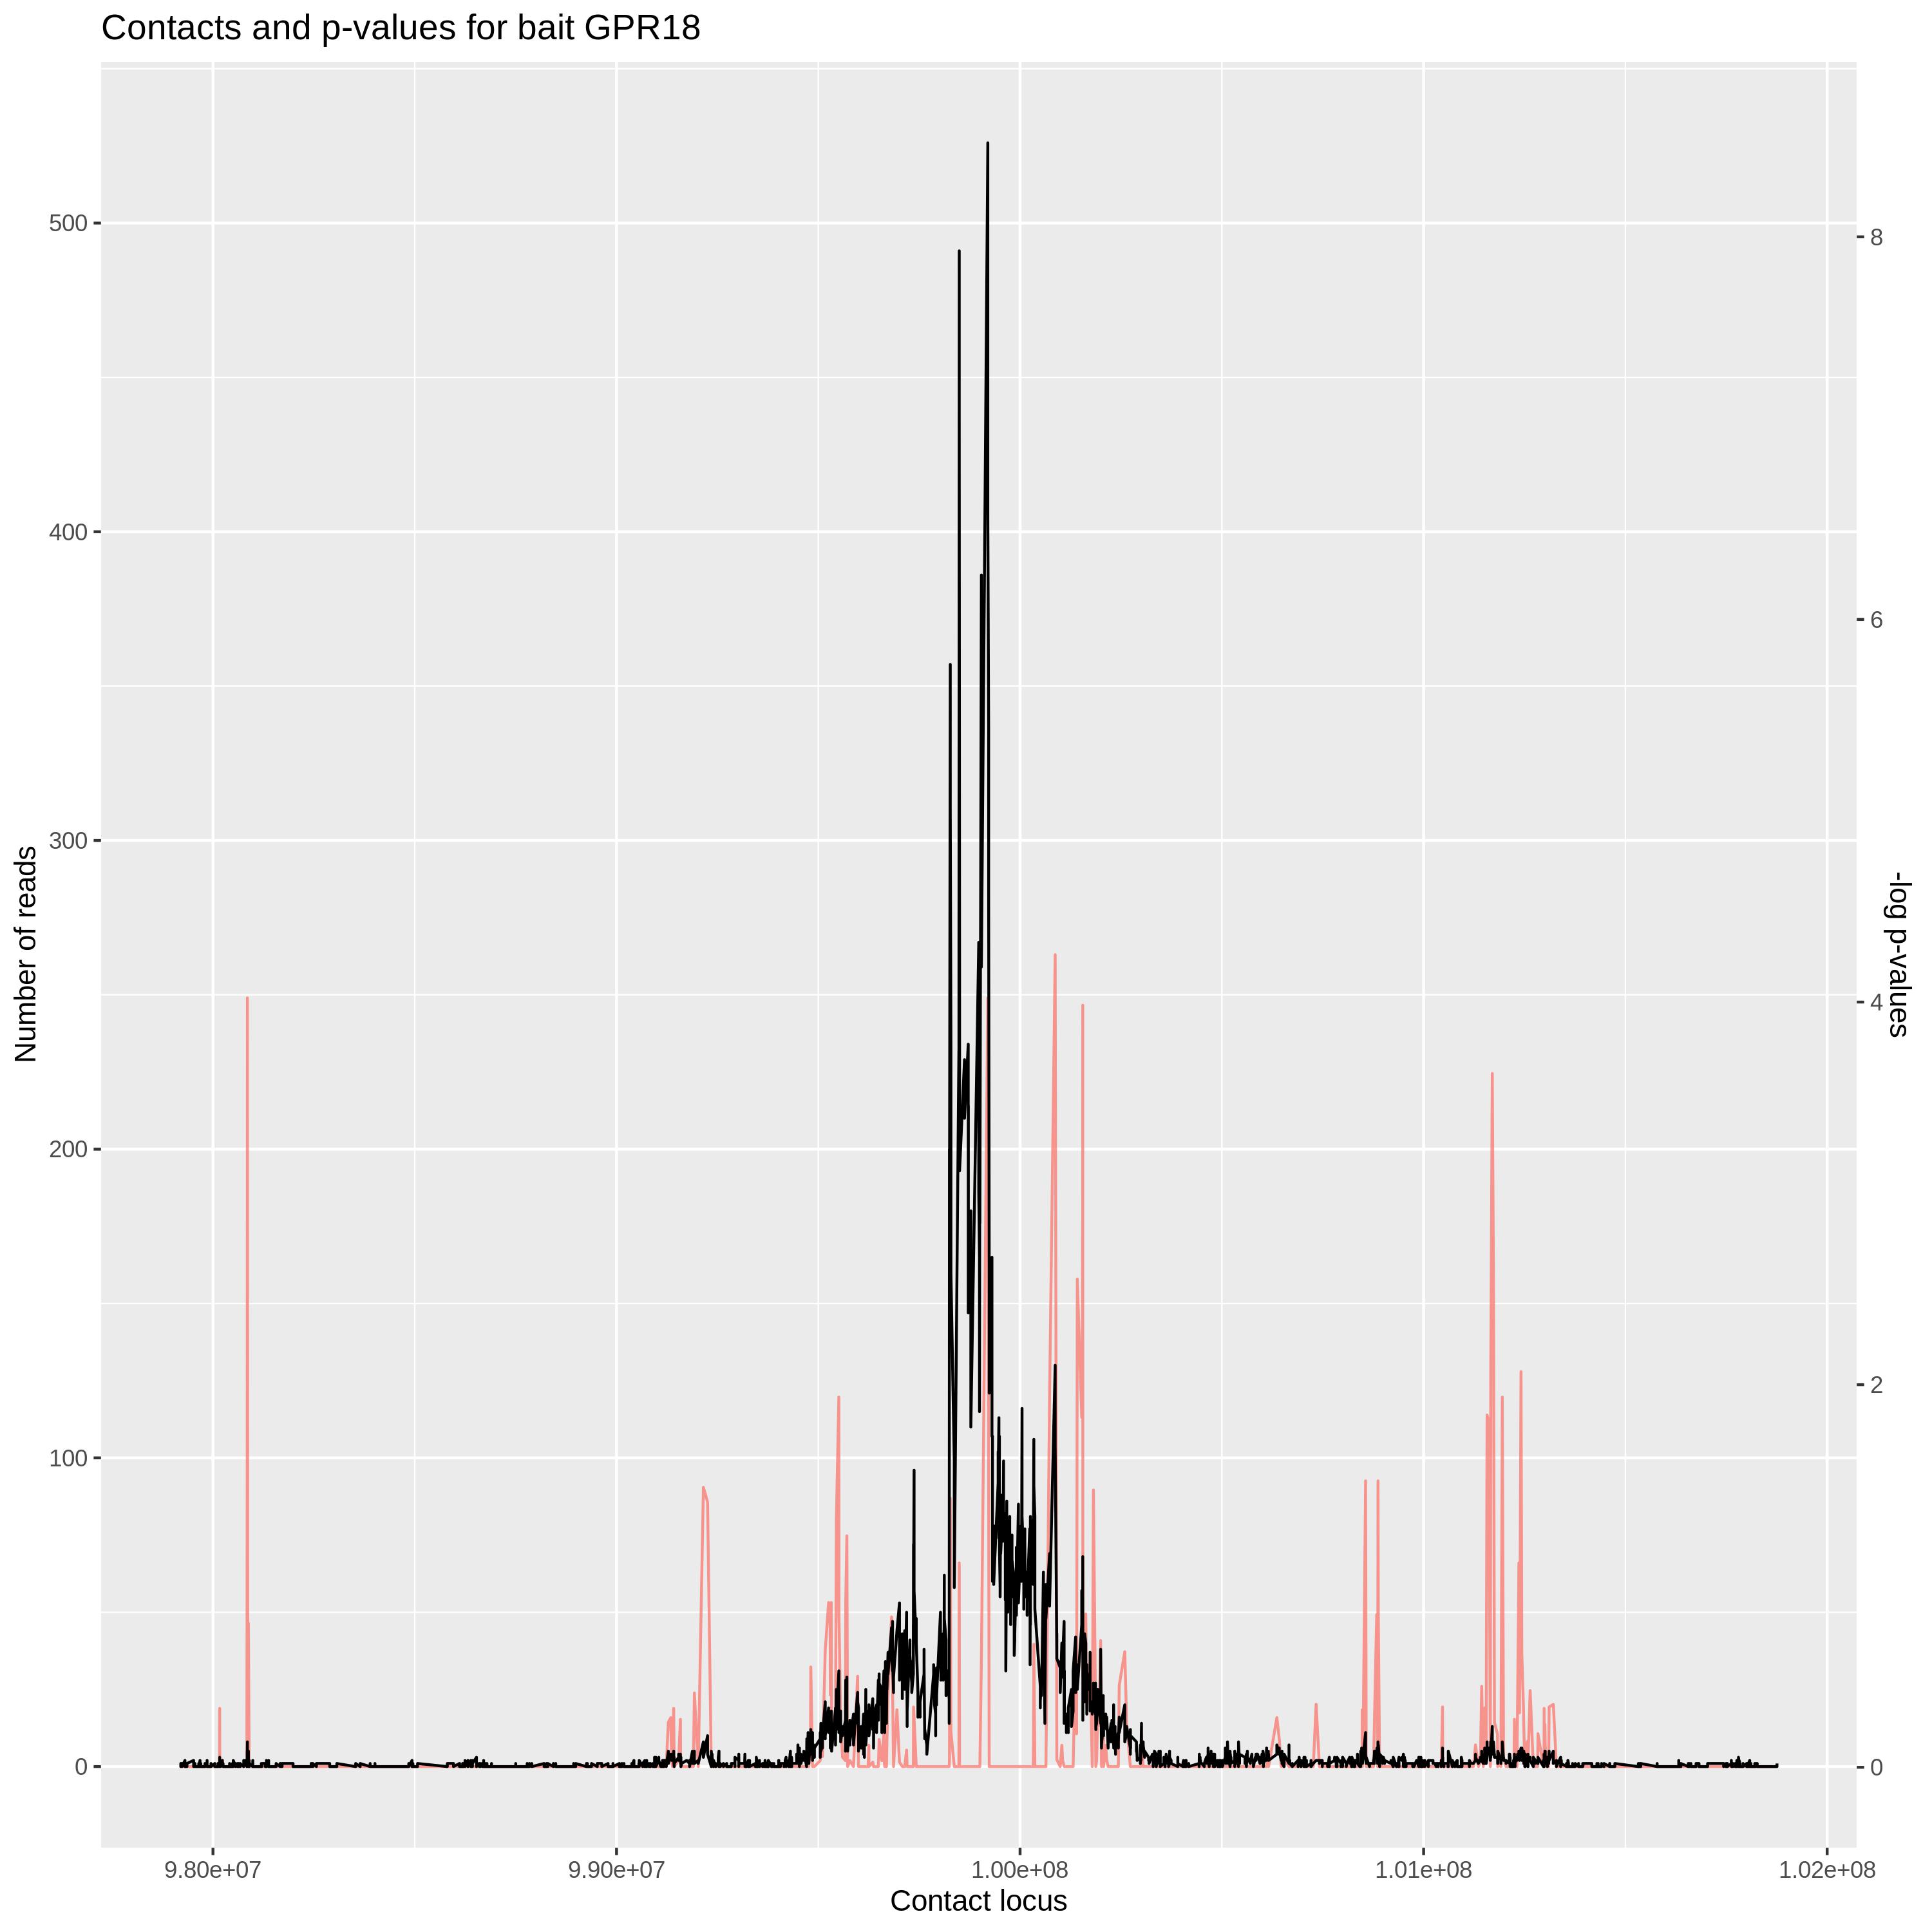 Contacts and p-values for bait GPR18
500
400
300
200
100
0
Number of reads
8
6
4
2
0
-log p-values
9.80e+07
9.90e+07
1.00e+08
1.01e+08
1.02e+08
Contact locus